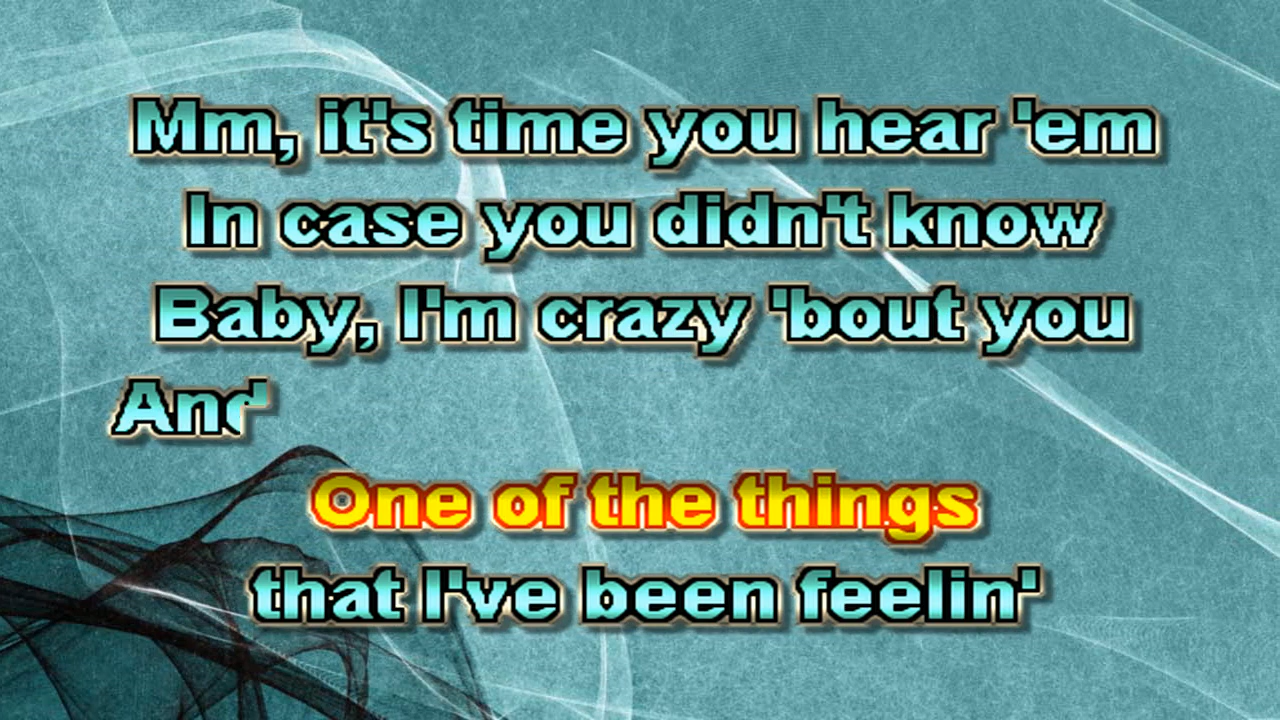 Mm, it's time you hear 'em
In case you didn't know
Baby, I'm crazy 'bout you
And
One of the things
that I've been feelin'